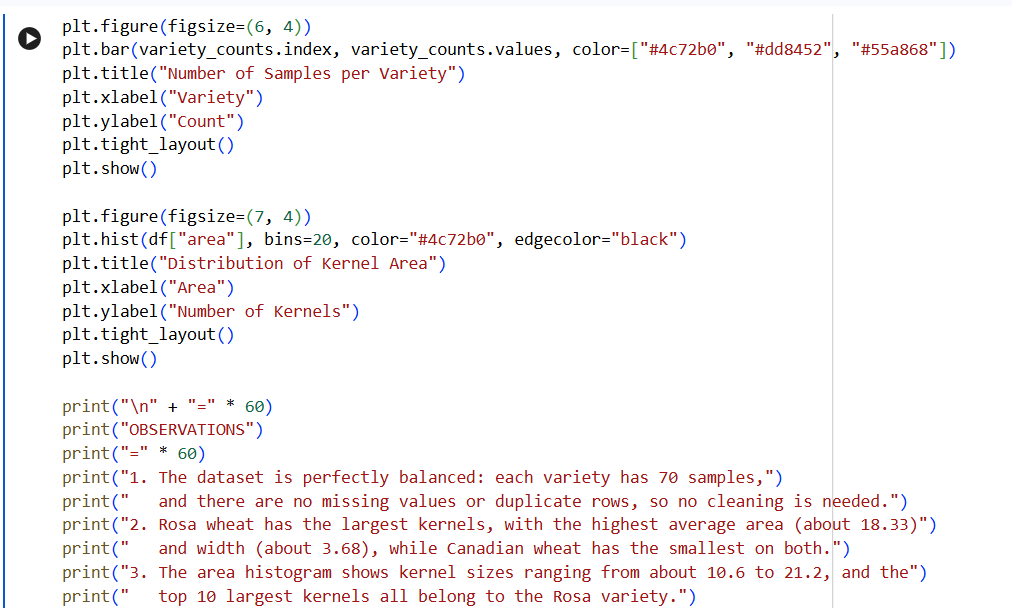 plt.figure(figsize=(6, 4))
plt.bar(variety_counts.index, variety_counts.values, color=["#4c72b0", "#dd8452", "#55a868"])
plt.title("Number of Samples per Variety")
plt.xlabel("Variety")
plt.ylabel("Count")
plt.tight_layout()
plt.show()

plt.figure(figsize=(7, 4))
plt.hist(df["area"], bins=20, color="#4c72b0", edgecolor="black")
plt.title("Distribution of Kernel Area")
plt.xlabel("Area")
plt.ylabel("Number of Kernels")
plt.tight_layout()
plt.show()

print("\n" + "=" * 60)
print("OBSERVATIONS")
print("=" * 60)
print("1. The dataset is perfectly balanced: each variety has 70 samples,")
print("   and there are no missing values or duplicate rows, so no cleaning is needed.")
print("2. Rosa wheat has the largest kernels, with the highest average area (about 18.33)")
print("   and width (about 3.68), while Canadian wheat has the smallest on both.")
print("3. The area histogram shows kernel sizes ranging from about 10.6 to 21.2, and the")
print("   top 10 largest kernels all belong to the Rosa variety.")